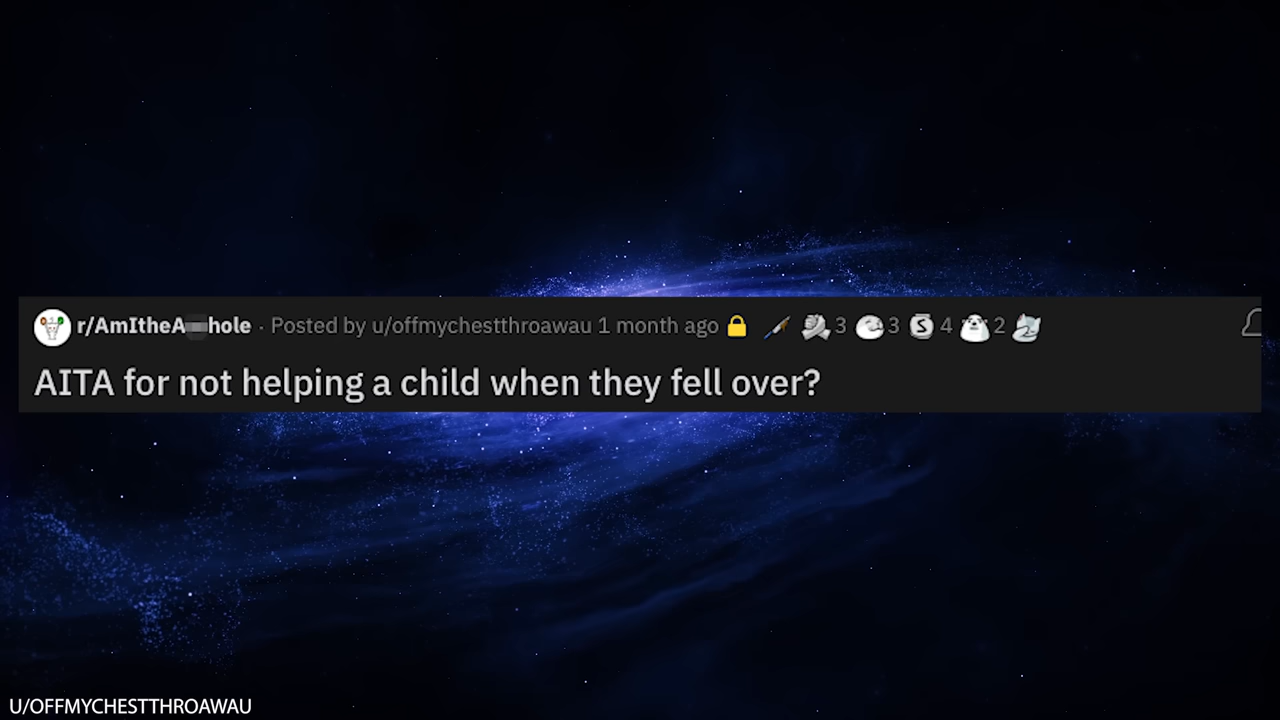 r/AmItheA hole · Posted by u/offmychestthroawau 1 month ago 3 3 4 2
AITA for not helping a child when they fell over?
U/OFFMYCHESTTHROAWAU